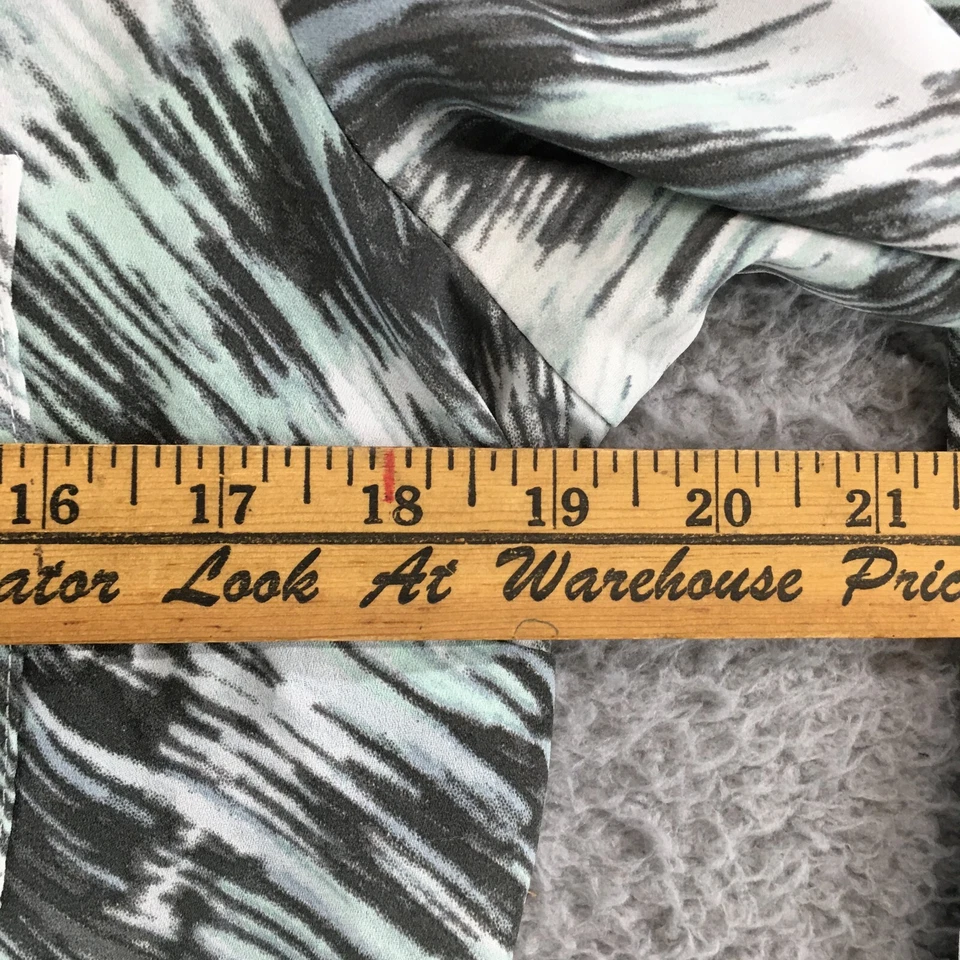 16 17 18 19 20 21
ator Look At Warehouse Pric